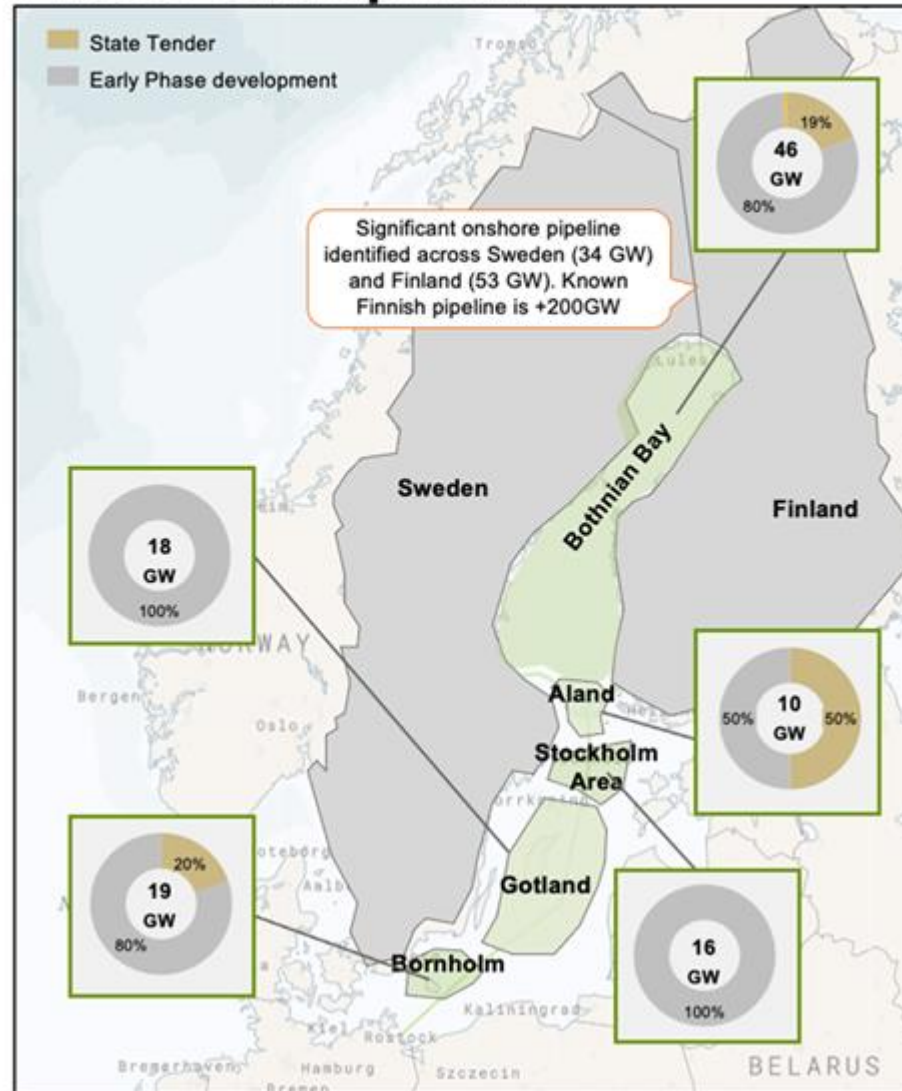 State Tender
Early Phase development
Tromsø
19%
46
GW
80%
Significant onshore pipeline
identified across Sweden (34 GW)
and Finland (53 GW). Known
Finnish pipeline is +200GW
Bothnian Bay
Sweden
Finland
18
GW
100%
NORWAY
Bergen
Oslo
Aland
50%
10
GW
50%
Stockholm
Area
Gotland
20%
19
GW
80%
Bornholm
16
GW
100%
Kaliningrad
Kiel
Rostock
Bremerhaven
Hamburg
Szczecin
Bremen
BELARUS